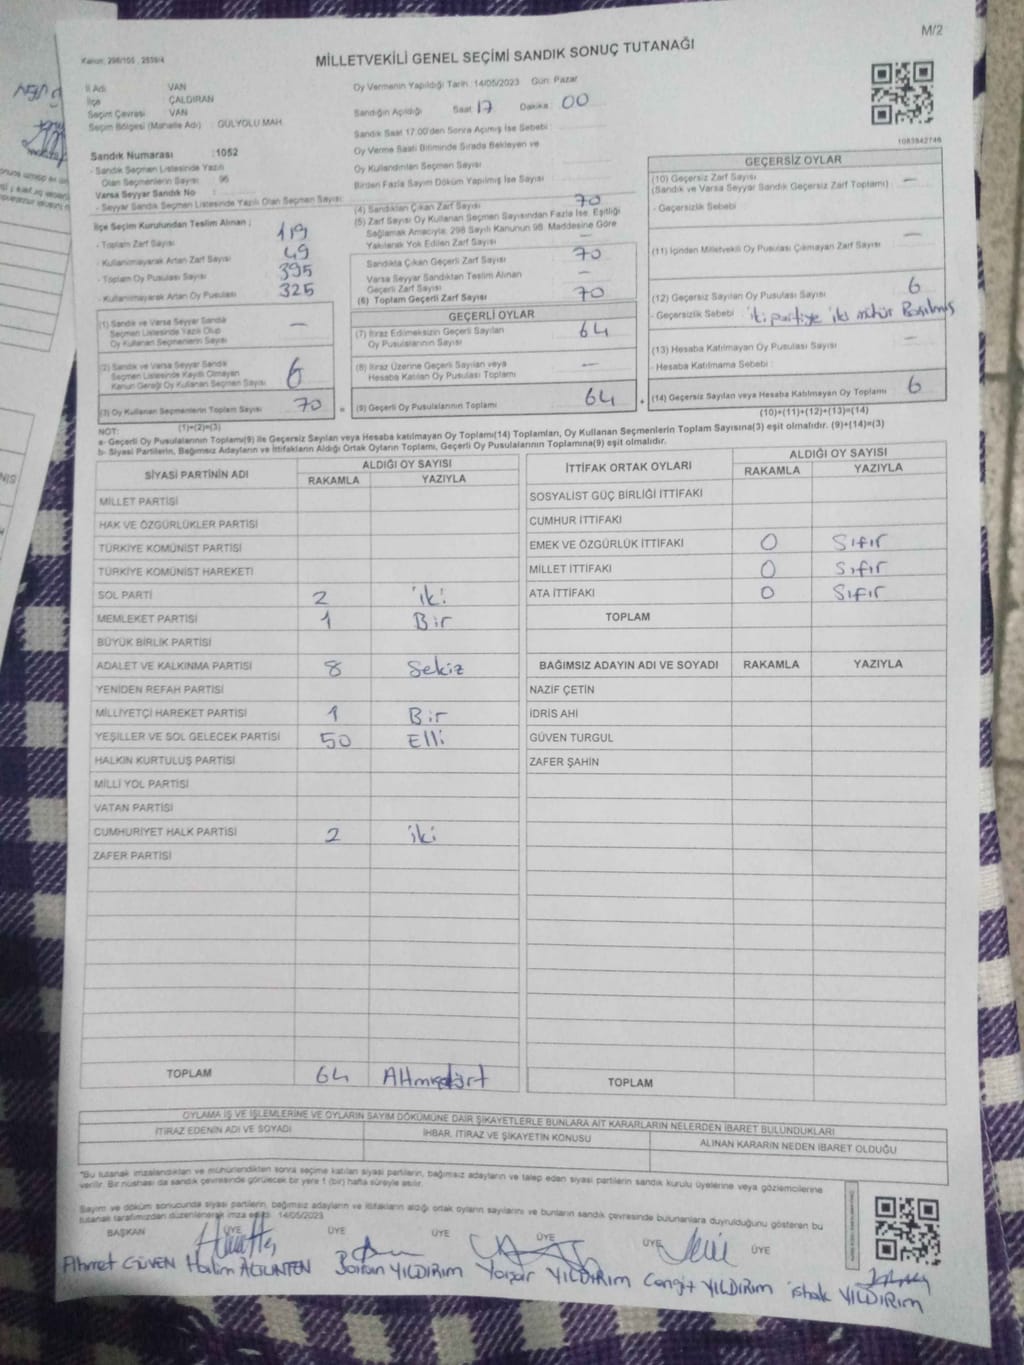 M/2
Kanun: 298/105 , 2839/4
MİLLETVEKİLİ GENEL SEÇİMİ SANDIK SONUÇ TUTANAĞI
İl Adı : VAN
İlçe : ÇALDIRAN
Seçim Çevresi : VAN
Seçim Bölgesi (Mahalle Adı) : GÜLYOLU MAH.
Sandık Numarası : 1052
- Sandık Seçmen Listesinde Yazılı
Olan Seçmenlerin Sayısı : 96
Varsa Seyyar Sandık No :
- Seyyar Sandık Seçmen Listesinde Yazılı Olan Seçmen Sayısı:
Oy Vermenin Yapıldığı Tarih :14/05/2023 Gün: Pazar
Sandığın Açıldığı Saat 17 Dakika 00
Sandık Saat 17.00'den Sonra Açımış İse Sebebi :
Oy Verme Saati Bitiminde Sırada Bekleyen ve
Oy Kullandırılan Seçmen Sayısı
Birden Fazla Sayım Döküm Yapılmış İse Sayısı
1083842746
İlçe Seçim Kurulundan Teslim Alınan ;
- Toplam Zarf Sayısı 119
- Kullanılmayarak Artan Zarf Sayısı 49
- Toplam Oy Pusulası Sayısı 395
- Kullanılmayarak Artan Oy Pusulası 325
(1) Sandık ve Varsa Seyyar Sandık
Seçmen Listesinde Yazılı Olup
Oy Kullanan Seçmenlerin Sayısı —
(2) Sandık ve Varsa Seyyar Sandık
Seçmen Listesinde Kayıtlı Olmayan
Kanun Gereği Oy Kullanan Seçmen Sayısı 6
(3) Oy Kullanan Seçmenlerin Toplam Sayısı 70
(1)+(2)=(3)
(4) Sandıktan Çıkan Zarf Sayısı 70
(5) Zarf Sayısı Oy Kullanan Seçmen Sayısından Fazla İse, Eşitliği
Sağlamak Amacıyla, 298 Sayılı Kanunun 98. Maddesine Göre
Yakılarak Yok Edilen Zarf Sayısı —
Sandıkta Çıkan Geçerli Zarf Sayısı 70
Varsa Seyyar Sandıktan Teslim Alınan
Geçerli Zarf Sayısı —
(6) Toplam Geçerli Zarf Sayısı 70
GEÇERLİ OYLAR
(7) İtiraz Edilmeksizin Geçerli Sayılan
Oy Pusulalarının Sayısı 64
(8) İtiraz Üzerine Geçerli Sayılan veya
Hesaba Katılan Oy Pusulası Toplamı —
= (9) Geçerli Oy Pusulalarının Toplamı 64
GEÇERSİZ OYLAR
(10) Geçersiz Zarf Sayısı
(Sandık ve Varsa Seyyar Sandık Geçersiz Zarf Toplamı) —
- Geçersizlik Sebebi
(11) İçinden Milletvekili Oy Pusulası Çıkmayan Zarf Sayısı —
(12) Geçersiz Sayılan Oy Pusulası Sayısı 6
- Geçersizlik Sebebi iki partiye iki mühür Basılmış
(13) Hesaba Katılmayan Oy Pusulası Sayısı —
- Hesaba Katılmama Sebebi :
+ (14) Geçersiz Sayılan veya Hesaba Katılmayan Oy Toplamı 6
(10)+(11)+(12)+(13)=(14)
NOT:
a- Geçerli Oy Pusulalarının Toplamı(9) ile Geçersiz Sayılan veya Hesaba katılmayan Oy Toplamı(14) Toplamları, Oy Kullanan Seçmenlerin Toplam Sayısına(3) eşit olmalıdır. (9)+(14)=(3)
b- Siyasi Partilerin, Bağımsız Adayların ve İttifakların Aldığı Ortak Oyların Toplamı, Geçerli Oy Pusulalarının Toplamına(9) eşit olmalıdır.
SİYASİ PARTİNİN ADI ALDIĞI OY SAYISI
RAKAMLA YAZIYLA
MİLLET PARTİSİ
HAK VE ÖZGÜRLÜKLER PARTİSİ
TÜRKİYE KOMÜNİST PARTİSİ
TÜRKİYE KOMÜNİST HAREKETİ
SOL PARTİ 2 iki
MEMLEKET PARTİSİ 1 Bir
BÜYÜK BİRLİK PARTİSİ
ADALET VE KALKINMA PARTİSİ 8 Sekiz
YENİDEN REFAH PARTİSİ
MİLLİYETÇİ HAREKET PARTİSİ 1 Bir
YEŞİLLER VE SOL GELECEK PARTİSİ 50 Elli
HALKIN KURTULUŞ PARTİSİ
MİLLİ YOL PARTİSİ
VATAN PARTİSİ
CUMHURİYET HALK PARTİSİ 2 iki
ZAFER PARTİSİ
TOPLAM 64 Altmışdört
İTTİFAK ORTAK OYLARI ALDIĞI OY SAYISI
RAKAMLA YAZIYLA
SOSYALİST GÜÇ BİRLİĞİ İTTİFAKI
CUMHUR İTTİFAKI
EMEK VE ÖZGÜRLÜK İTTİFAKI 0 Sıfır
MİLLET İTTİFAKI 0 Sıfır
ATA İTTİFAKI 0 Sıfır
TOPLAM
BAĞIMSIZ ADAYIN ADI VE SOYADI RAKAMLA YAZIYLA
NAZİF ÇETİN
İDRİS AHİ
GÜVEN TURGUL
ZAFER ŞAHİN
TOPLAM
OYLAMA İŞ VE İŞLEMLERİNE VE OYLARIN SAYIM DÖKÜMÜNE DAİR ŞİKAYETLERLE BUNLARA AİT KARARLARIN NELERDEN İBARET BULUNDUKLARI
İTİRAZ EDENİN ADI VE SOYADI İHBAR, İTİRAZ VE ŞİKAYETİN KONUSU ALINAN KARARIN NEDEN İBARET OLDUĞU
*Bu tutanak imzalandıktan ve mühürlendikten sonra seçime katılan siyasi partilerin, bağımsız adayların ve talep eden siyasi partilerin sandık kurulu üyelerine veya gözlemcilerine
verilir. Bir nüshası da sandık çevresinde görülecek bir yere 1 (bir) hafta süreyle asılır.
Sayım ve döküm sonucunda siyasi partilerin, bağımsız adayların ve ittifakların aldığı ortak oyların sayılarını ve bunların sandık çevresinde bulunanlara duyrulduğunu gösteren bu
tutanak tarafımızdan düzenlenerek imza edildi. 14/05/2023
BAŞKAN ÜYE ÜYE ÜYE ÜYE ÜYE ÜYE
Ahmet GÜVEN Halim ALTUNTEN Baran YILDIRIM Yaşar YILDIRIM Cengiz YILDIRIM ishak YILDIRIM